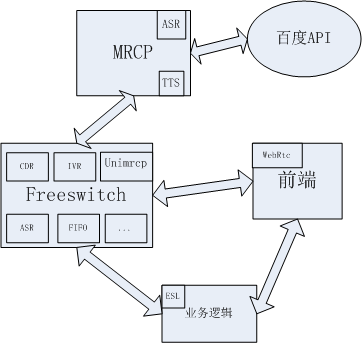 ASR
MRCP
百度API
TTS
CDR
IVR
Unimrcp
WebRtc
Freeswitch
前端
ASR
FIFO
...
ESL
业务逻辑